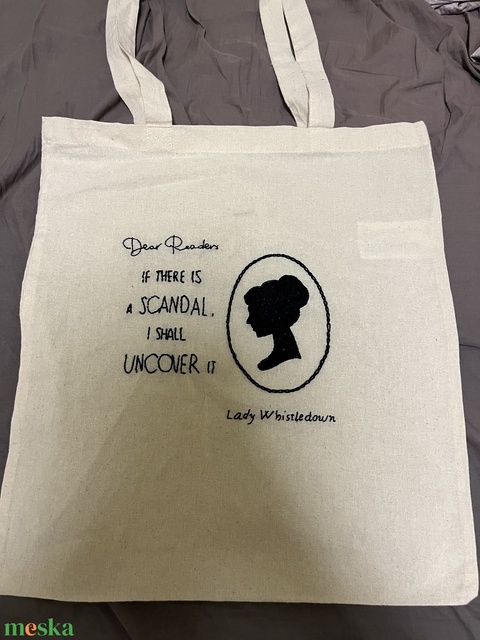 Dear Readers
IF THERE IS
A SCANDAL,
I SHALL
UNCOVER IT
Lady Whistledown
meska